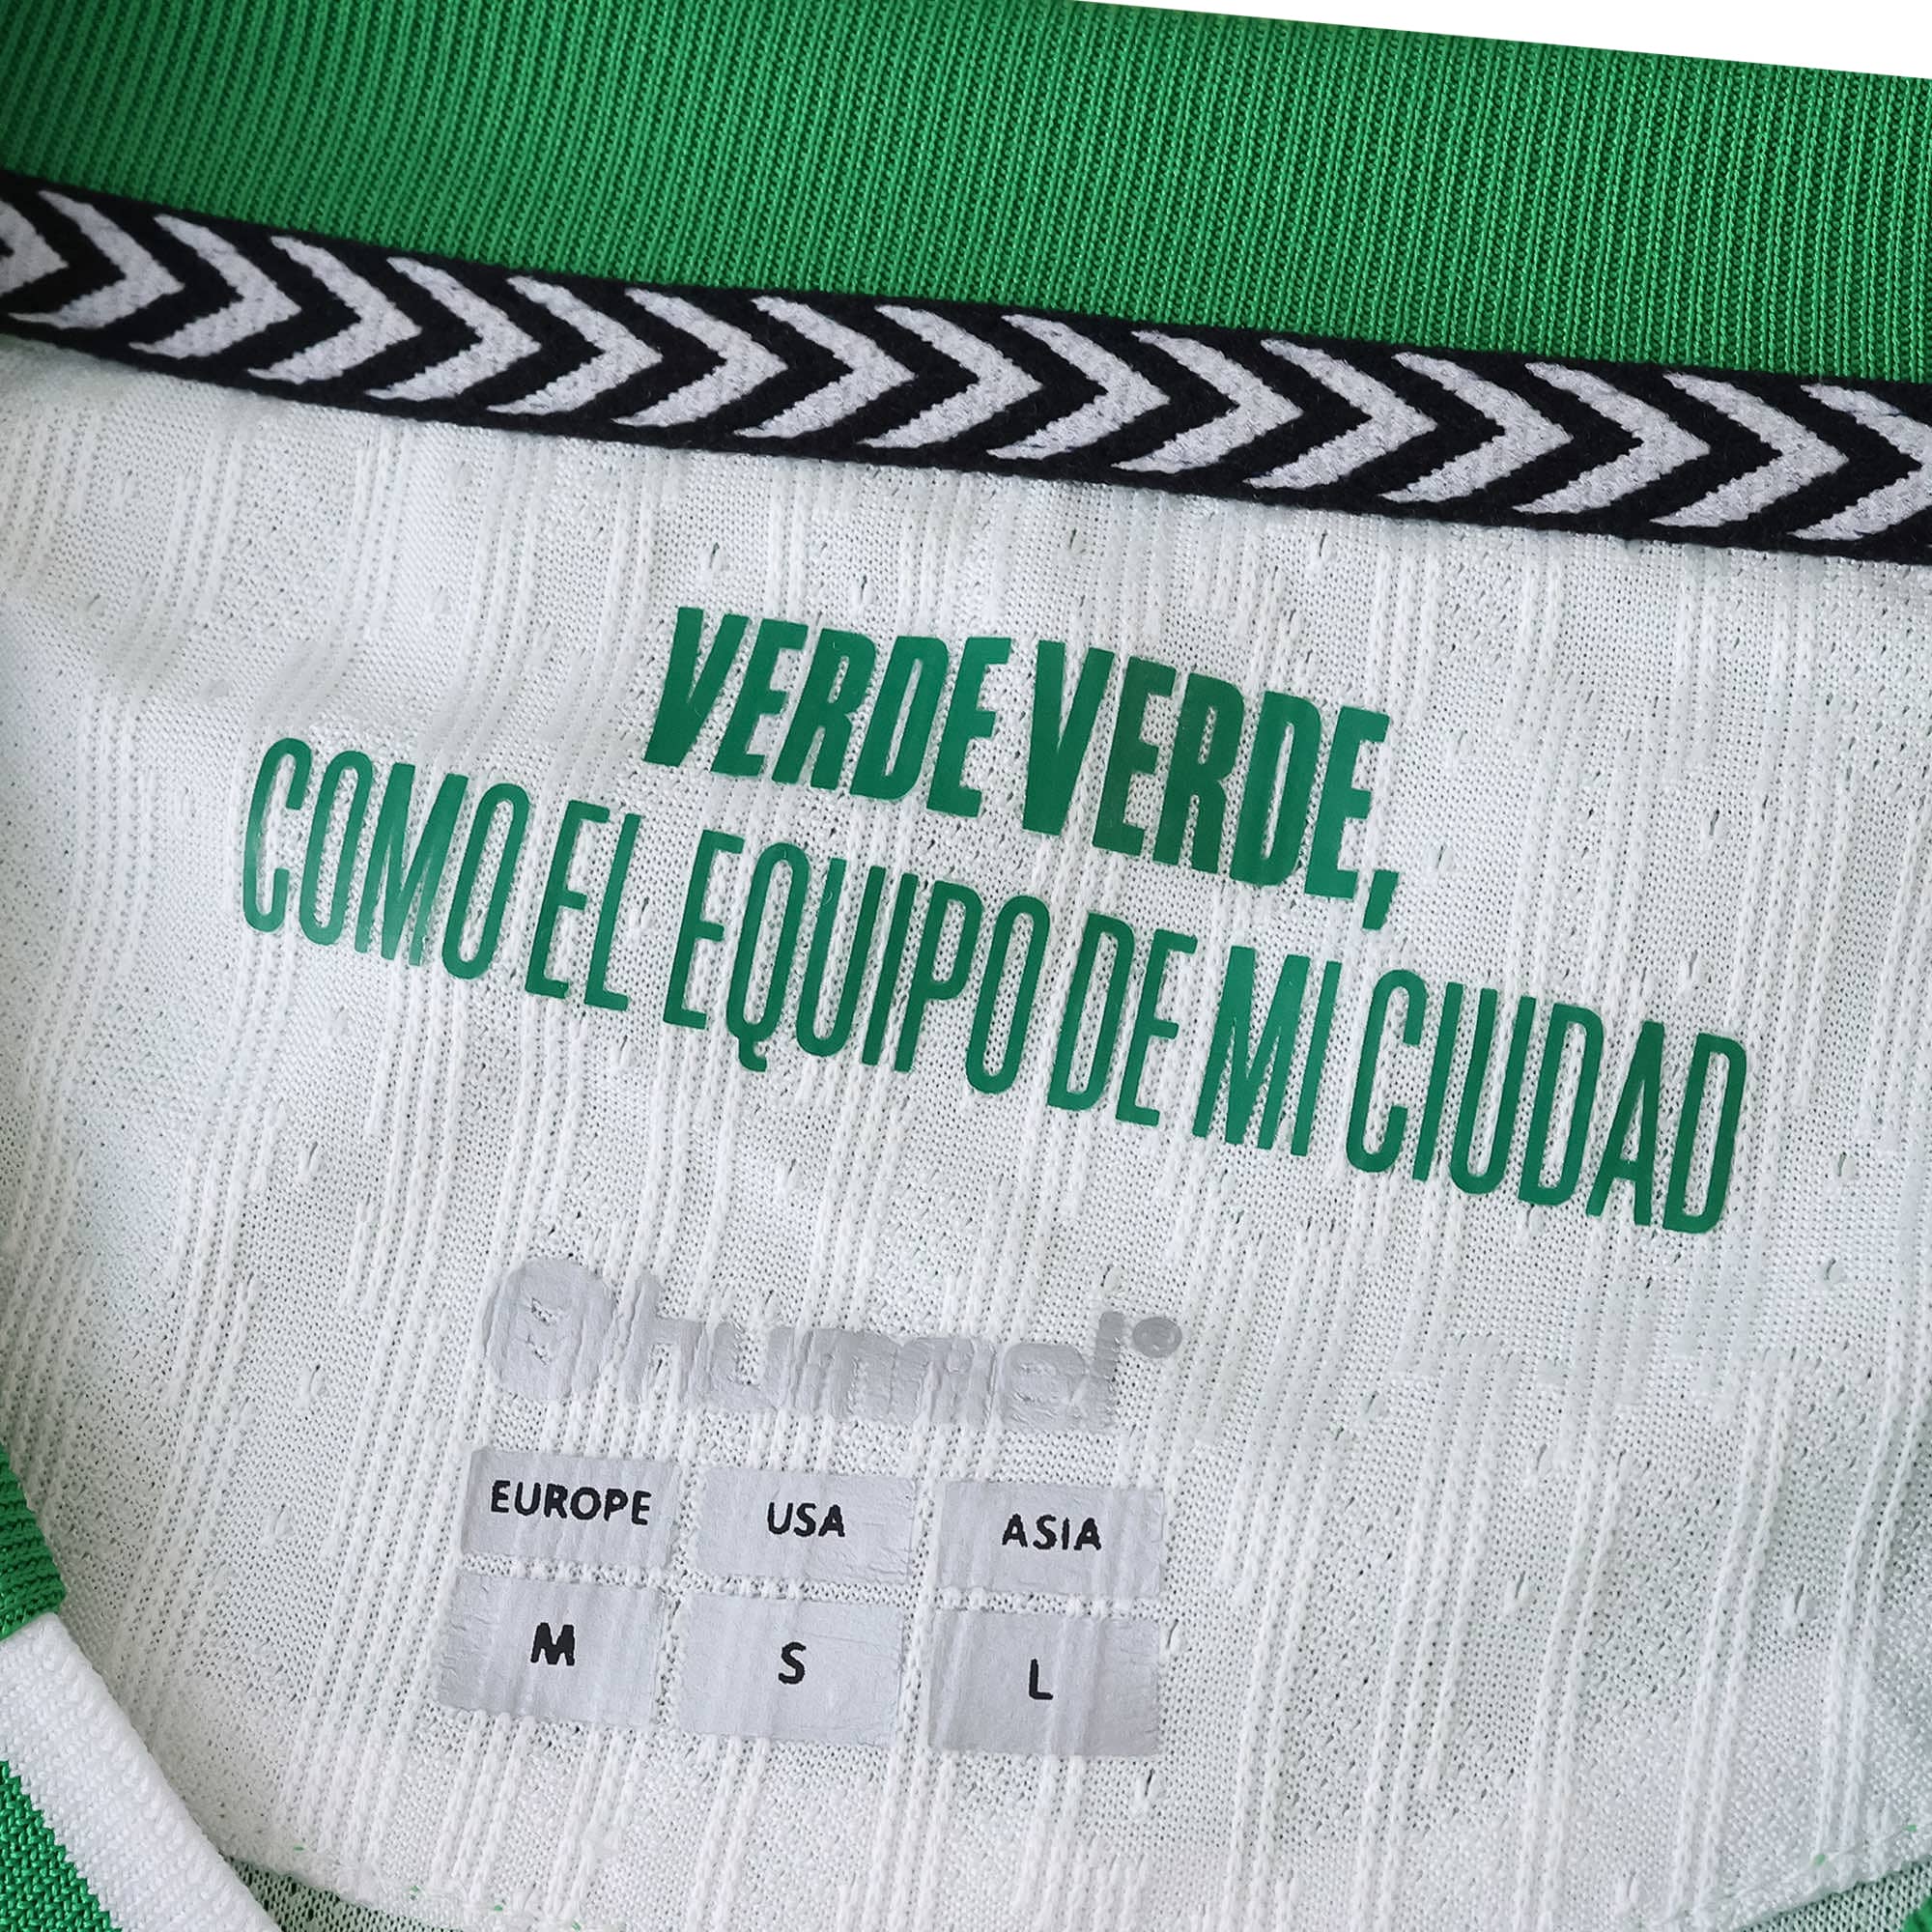 VERDE VERDE,
COMO EL EQUIPO DE MI CIUDAD
hummel®
EUROPE USA ASIA
M S L